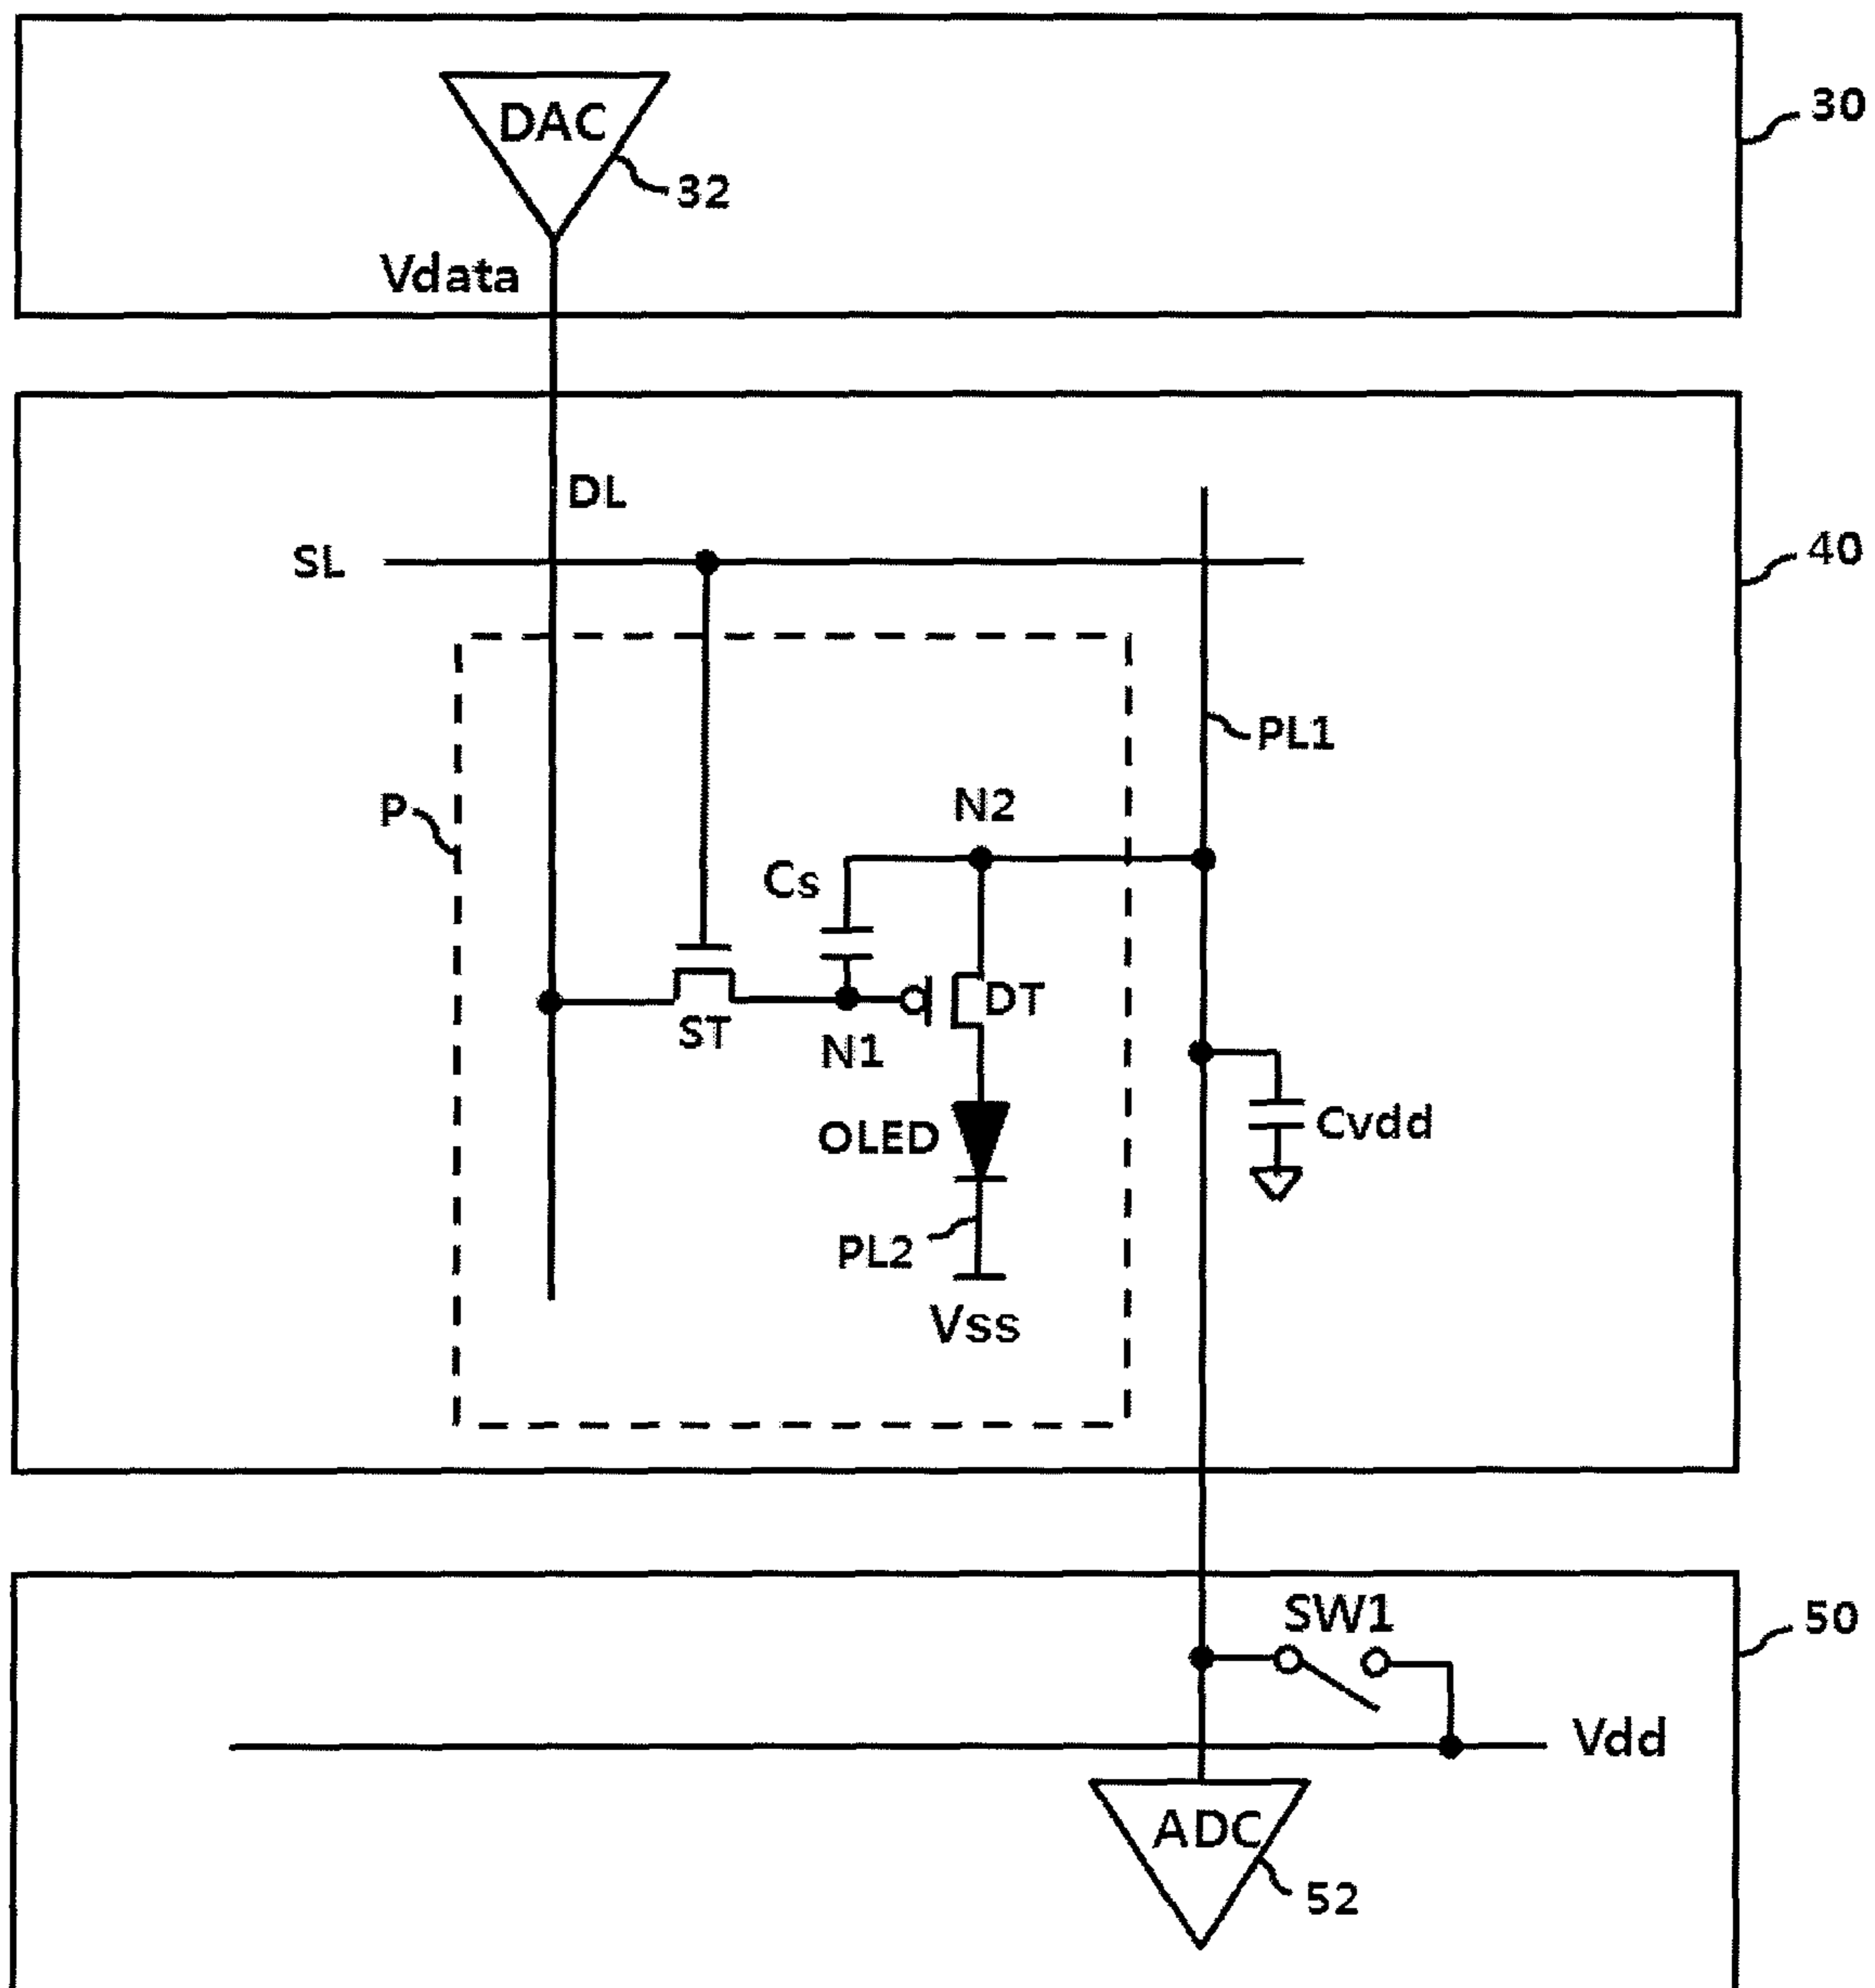 DAC
30
32
Vdata
DL
SL
40
PL1
P
N2
Cs
DT
ST
N1
OLED
Cvdd
PL2
Vss
SW1
50
Vdd
ADC
52